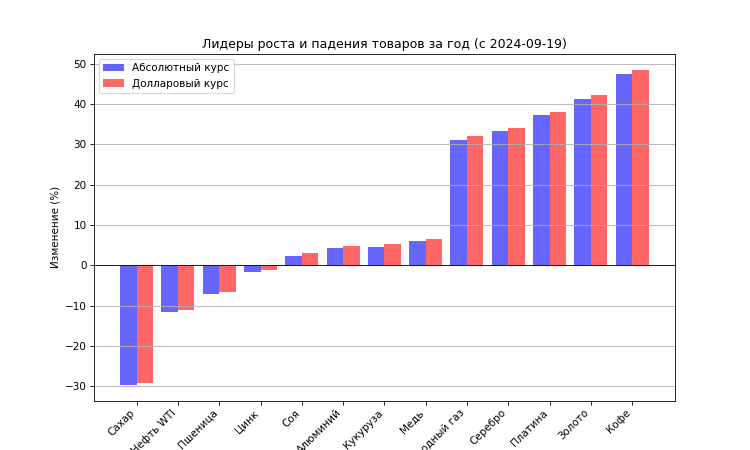 Лидеры роста и падения товаров за год (с 2024-09-19)
Абсолютный курс
Долларовый курс
Изменение (%)
50
40
30
20
10
0
−10
−20
−30
Сахар
Нефть WTI
Пшеница
Цинк
Соя
Алюминий
Кукуруза
Медь
газ
Серебро
Платина
Золото
Кофе